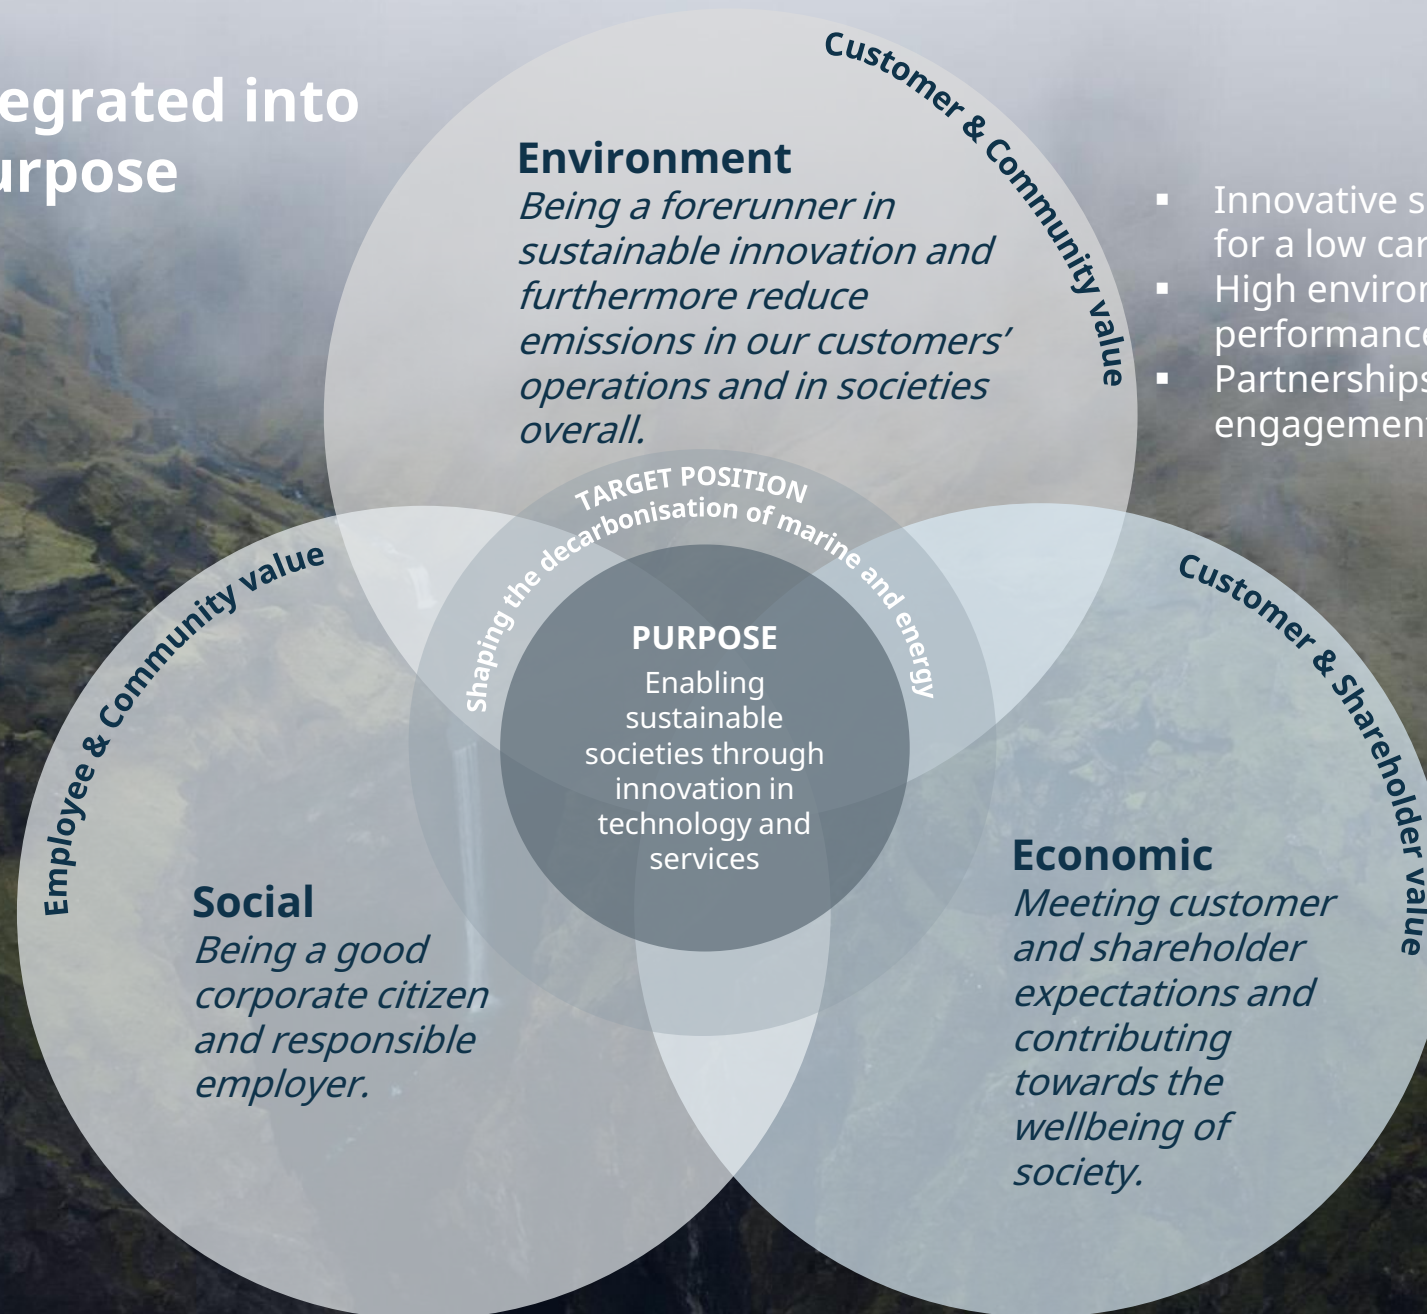 egrated into
urpose
Customer & Community value
Environment
Being a forerunner in
sustainable innovation and
furthermore reduce
emissions in our customers’
operations and in societies
overall.
▪ Innovative s
for a low car
▪ High environ
performance
▪ Partnerships
engagemen
TARGET POSITION
Shaping the decarbonisation of marine and energy
PURPOSE
Enabling
sustainable
societies through
innovation in
technology and
services
Employee & Community value
Social
Being a good
corporate citizen
and responsible
employer.
Customer & Shareholder value
Economic
Meeting customer
and shareholder
expectations and
contributing
towards the
wellbeing of
society.